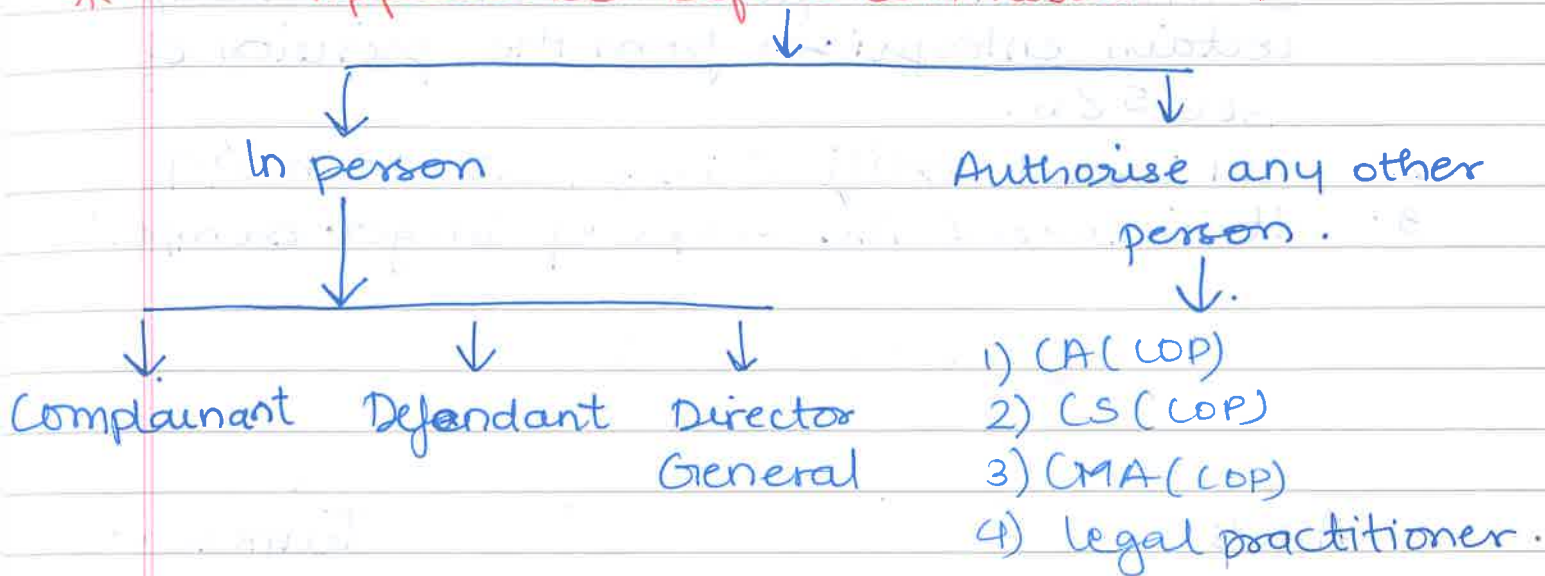 In person
Authorise any other
person.
Complainant Defendant Director
General
1) CA (COP)
2) CS (COP)
3) CMA (COP)
4) legal practitioner.